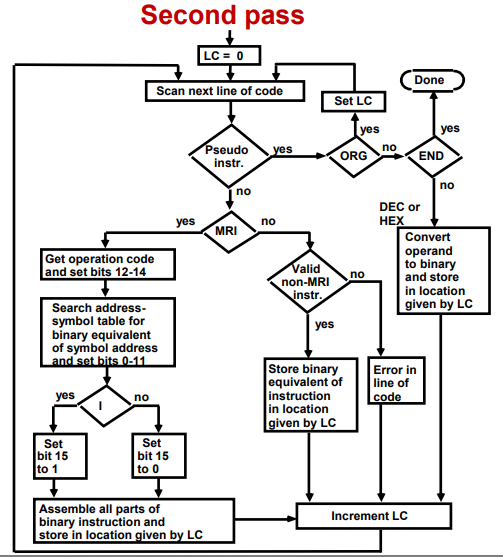 Second pass
LC = 0
Scan next line of code
Done
Set LC
yes
yes
Pseudo
instr.
yes
ORG
no
END
no
no
DEC or
HEX
yes
MRI
no
Convert
operand
to binary
and store
in location
given by LC
Get operation code
and set bits 12-14
Valid
non-MRI
instr.
no
Search address-
symbol table for
binary equivalent
of symbol address
and set bits 0-11
yes
Store binary
equivalent of
instruction
in location
given by LC
Error in
line of
code
yes
I
no
Set
bit 15
to 1
Set
bit 15
to 0
Assemble all parts of
binary instruction and
store in location given by LC
Increment LC